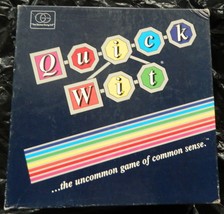 Quick
Wit
...the uncommon game of common sense.™